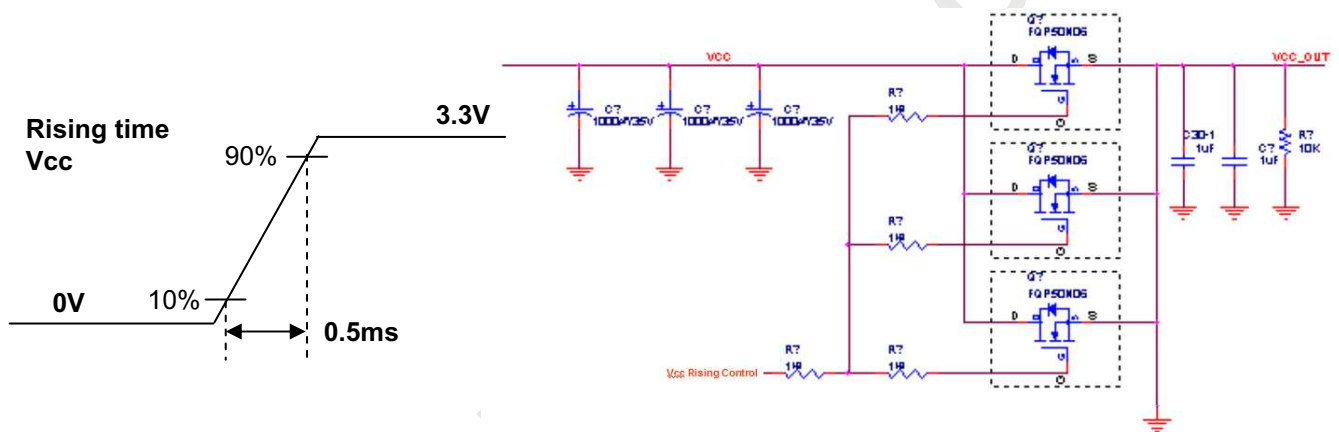 Rising time
Vcc
0V
10%
90%
3.3V
0.5ms
VCC
C?
1000uF/35V
C?
1000uF/35V
C?
1000uF/35V
Q?
FQP50N06
D
S
G
R?
Q?
FQP50N06
D
S
G
R?
Q?
FQP50N06
D
S
G
R?
R?
Vcc Rising Control
VCC_OUT
C30-1
1uF
C?
1uF
R?
10K